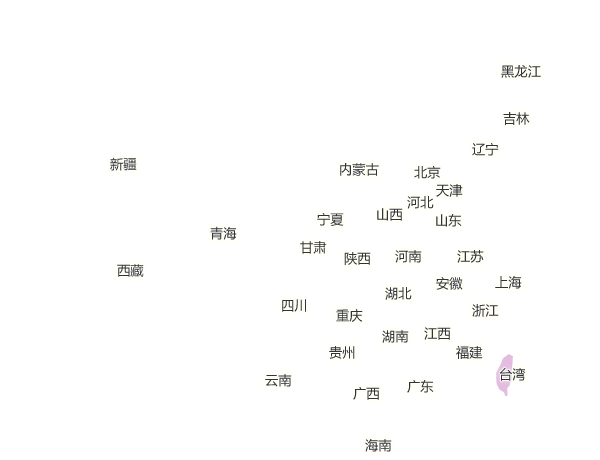 黑龙江
吉林
辽宁
新疆
内蒙古
北京
天津
河北
山西
宁夏
山东
青海
甘肃
陕西
河南
江苏
西藏
安徽
上海
湖北
四川
浙江
重庆
江西
湖南
贵州
福建
台湾
云南
广东
广西
海南